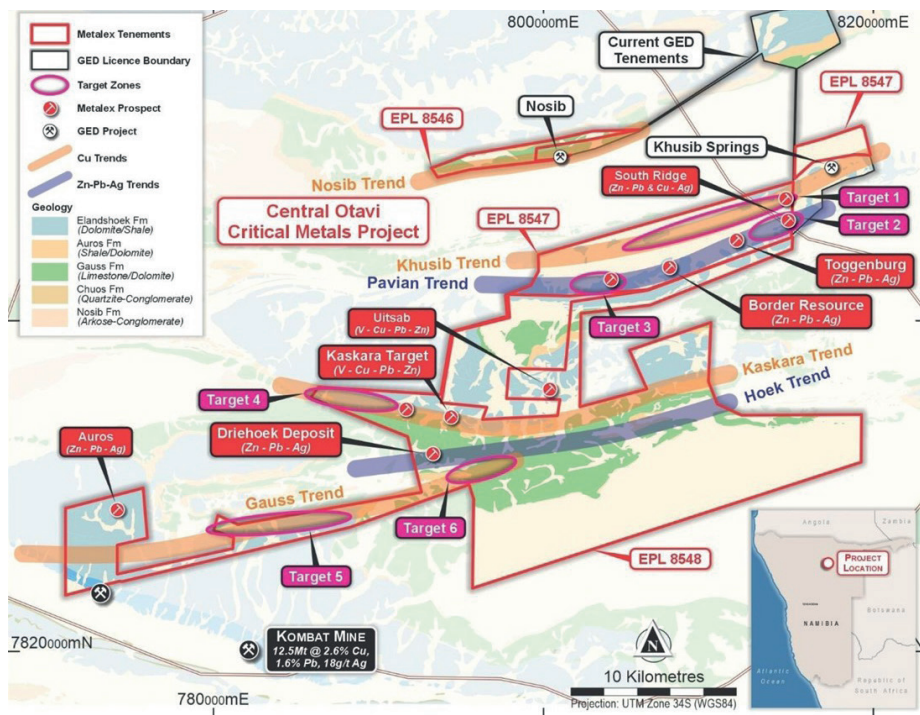 800000mE
820000mE
Metalex Tenements
GED Licence Boundary
Target Zones
Metalex Prospect
GED Project
Cu Trends
Zn-Pb-Ag Trends
Geology
Elandshoek Fm
(Dolomite/Shale)
Auros Fm
(Shale/Dolomite)
Gauss Fm
(Limestone/Dolomite)
Chuos Fm
(Quartzite-Conglomerate)
Nosib Fm
(Arkose-Conglomerate)
Current GED
Tenements
EPL 8547
EPL 8546
Nosib
Khusib Springs
Nosib Trend
South Ridge
(Zn - Pb & Cu - Ag)
Target 1
Target 2
Central Otavi
Critical Metals Project
EPL 8547
Khusib Trend
Pavian Trend
Toggenburg
(Zn - Pb - Ag)
Border Resource
(Zn - Pb - Ag)
Target 3
Uitsab
(V - Cu - Pb - Zn)
Kaskara Target
(V - Cu - Pb - Zn)
Kaskara Trend
Hoek Trend
Target 4
Driehoek Deposit
(Zn - Pb - Ag)
Auros
(Zn - Pb - Ag)
Gauss Trend
Target 6
Target 5
EPL 8548
KOMBAT MINE
12.5Mt @ 2.6% Cu,
1.6% Pb, 18g/t Ag
7820000mN
780000mE
N
10 Kilometres
Projection: UTM Zone 34S (WGS84)
Angola
Zambia
PROJECT
LOCATION
NAMIBIA
Botswana
Atlantic
Ocean
Republic of
South Africa